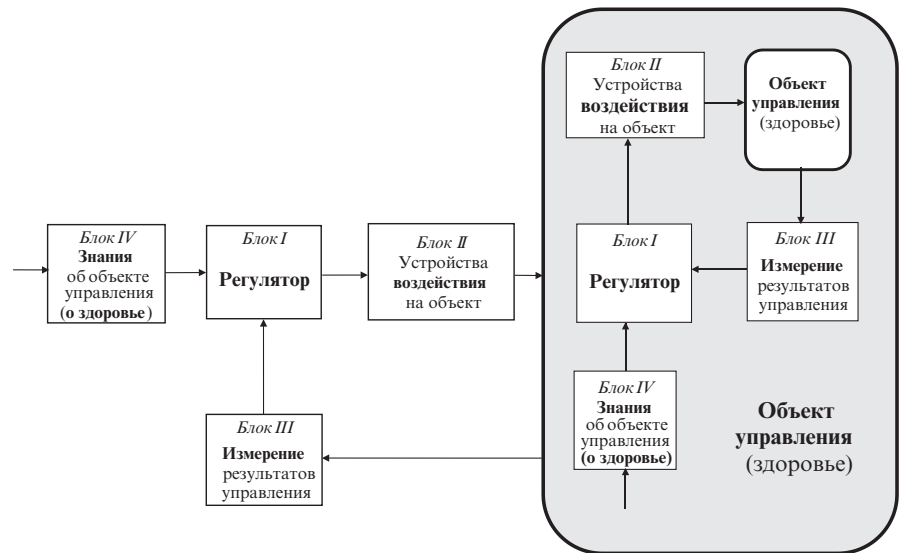 Блок II
Устройства
воздействия
на объект
Объект
управления
(здоровье)
Блок IV
Знания
об объекте
управления
(о здоровье)
Блок I
Регулятор
Блок II
Устройства
воздействия
на объект
Блок I
Регулятор
Блок III
Измерение
результатов
управления
Блок III
Измерение
результатов
управления
Блок IV
Знания
об объекте
управления
(о здоровье)
Объект
управления
(здоровье)